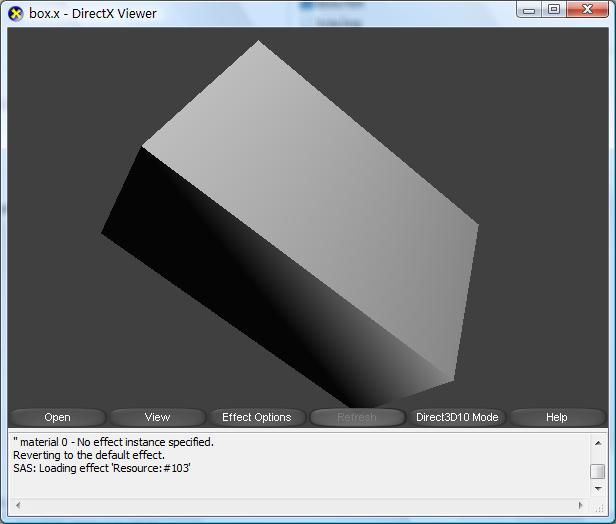 box.x - DirectX Viewer
Open View Effect Options Refresh Direct3D10 Mode Help
" material 0 - No effect instance specified.
Reverting to the default effect.
SAS: Loading effect 'Resource:#103'